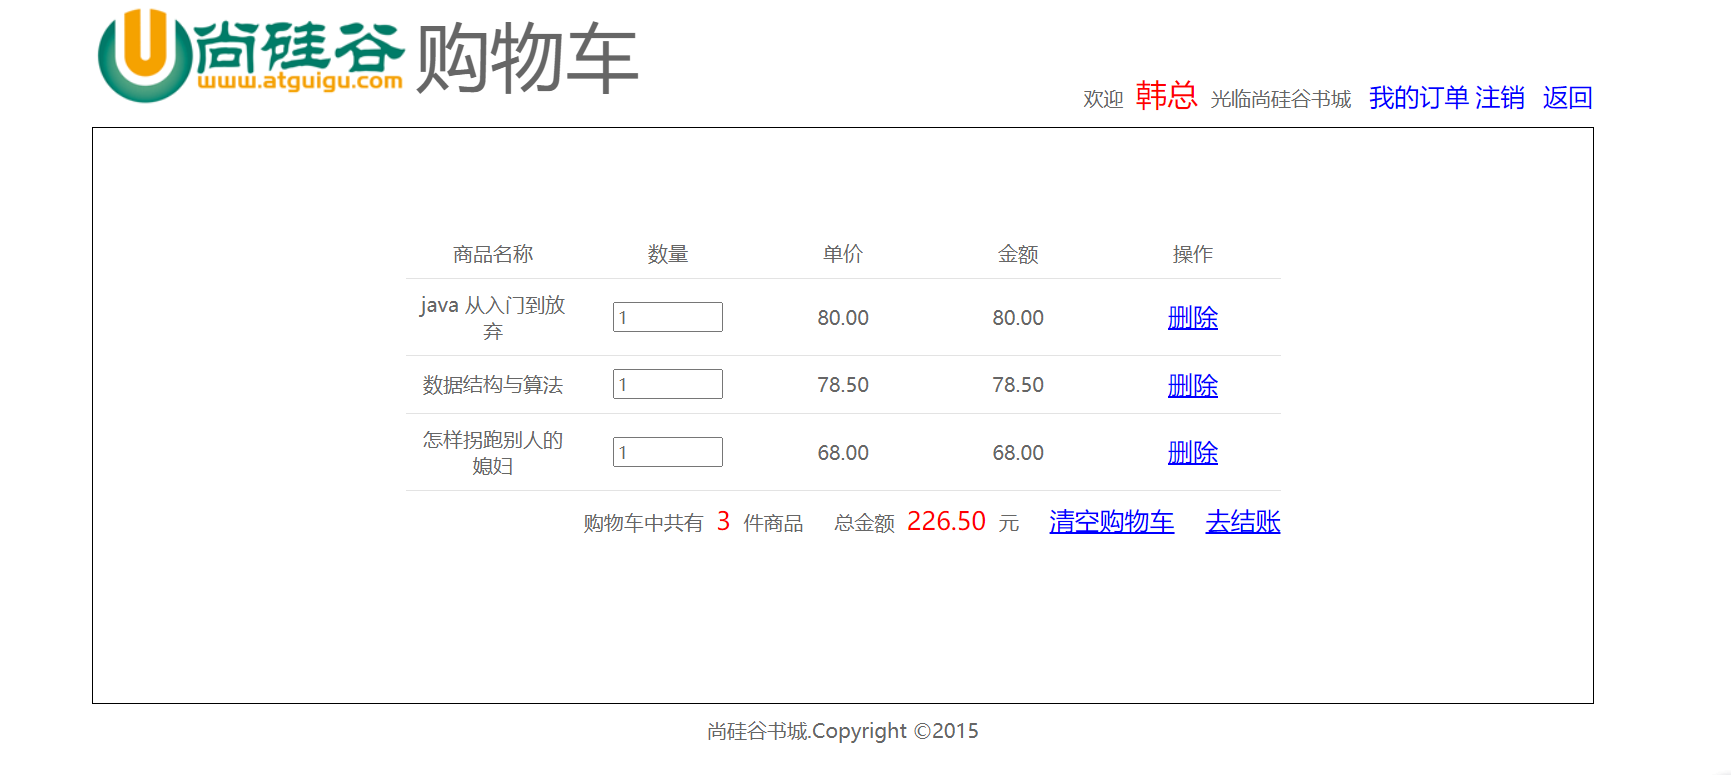 尚硅谷 购物车
www.atguigu.com
欢迎 韩总 光临尚硅谷书城 我的订单 注销 返回
商品名称 数量 单价 金额 操作
java 从入门到放
弃
1 80.00 80.00 删除
数据结构与算法 1 78.50 78.50 删除
怎样拐跑别人的
媳妇
1 68.00 68.00 删除
购物车中共有 3 件商品 总金额 226.50 元 清空购物车 去结账
尚硅谷书城.Copyright ©2015